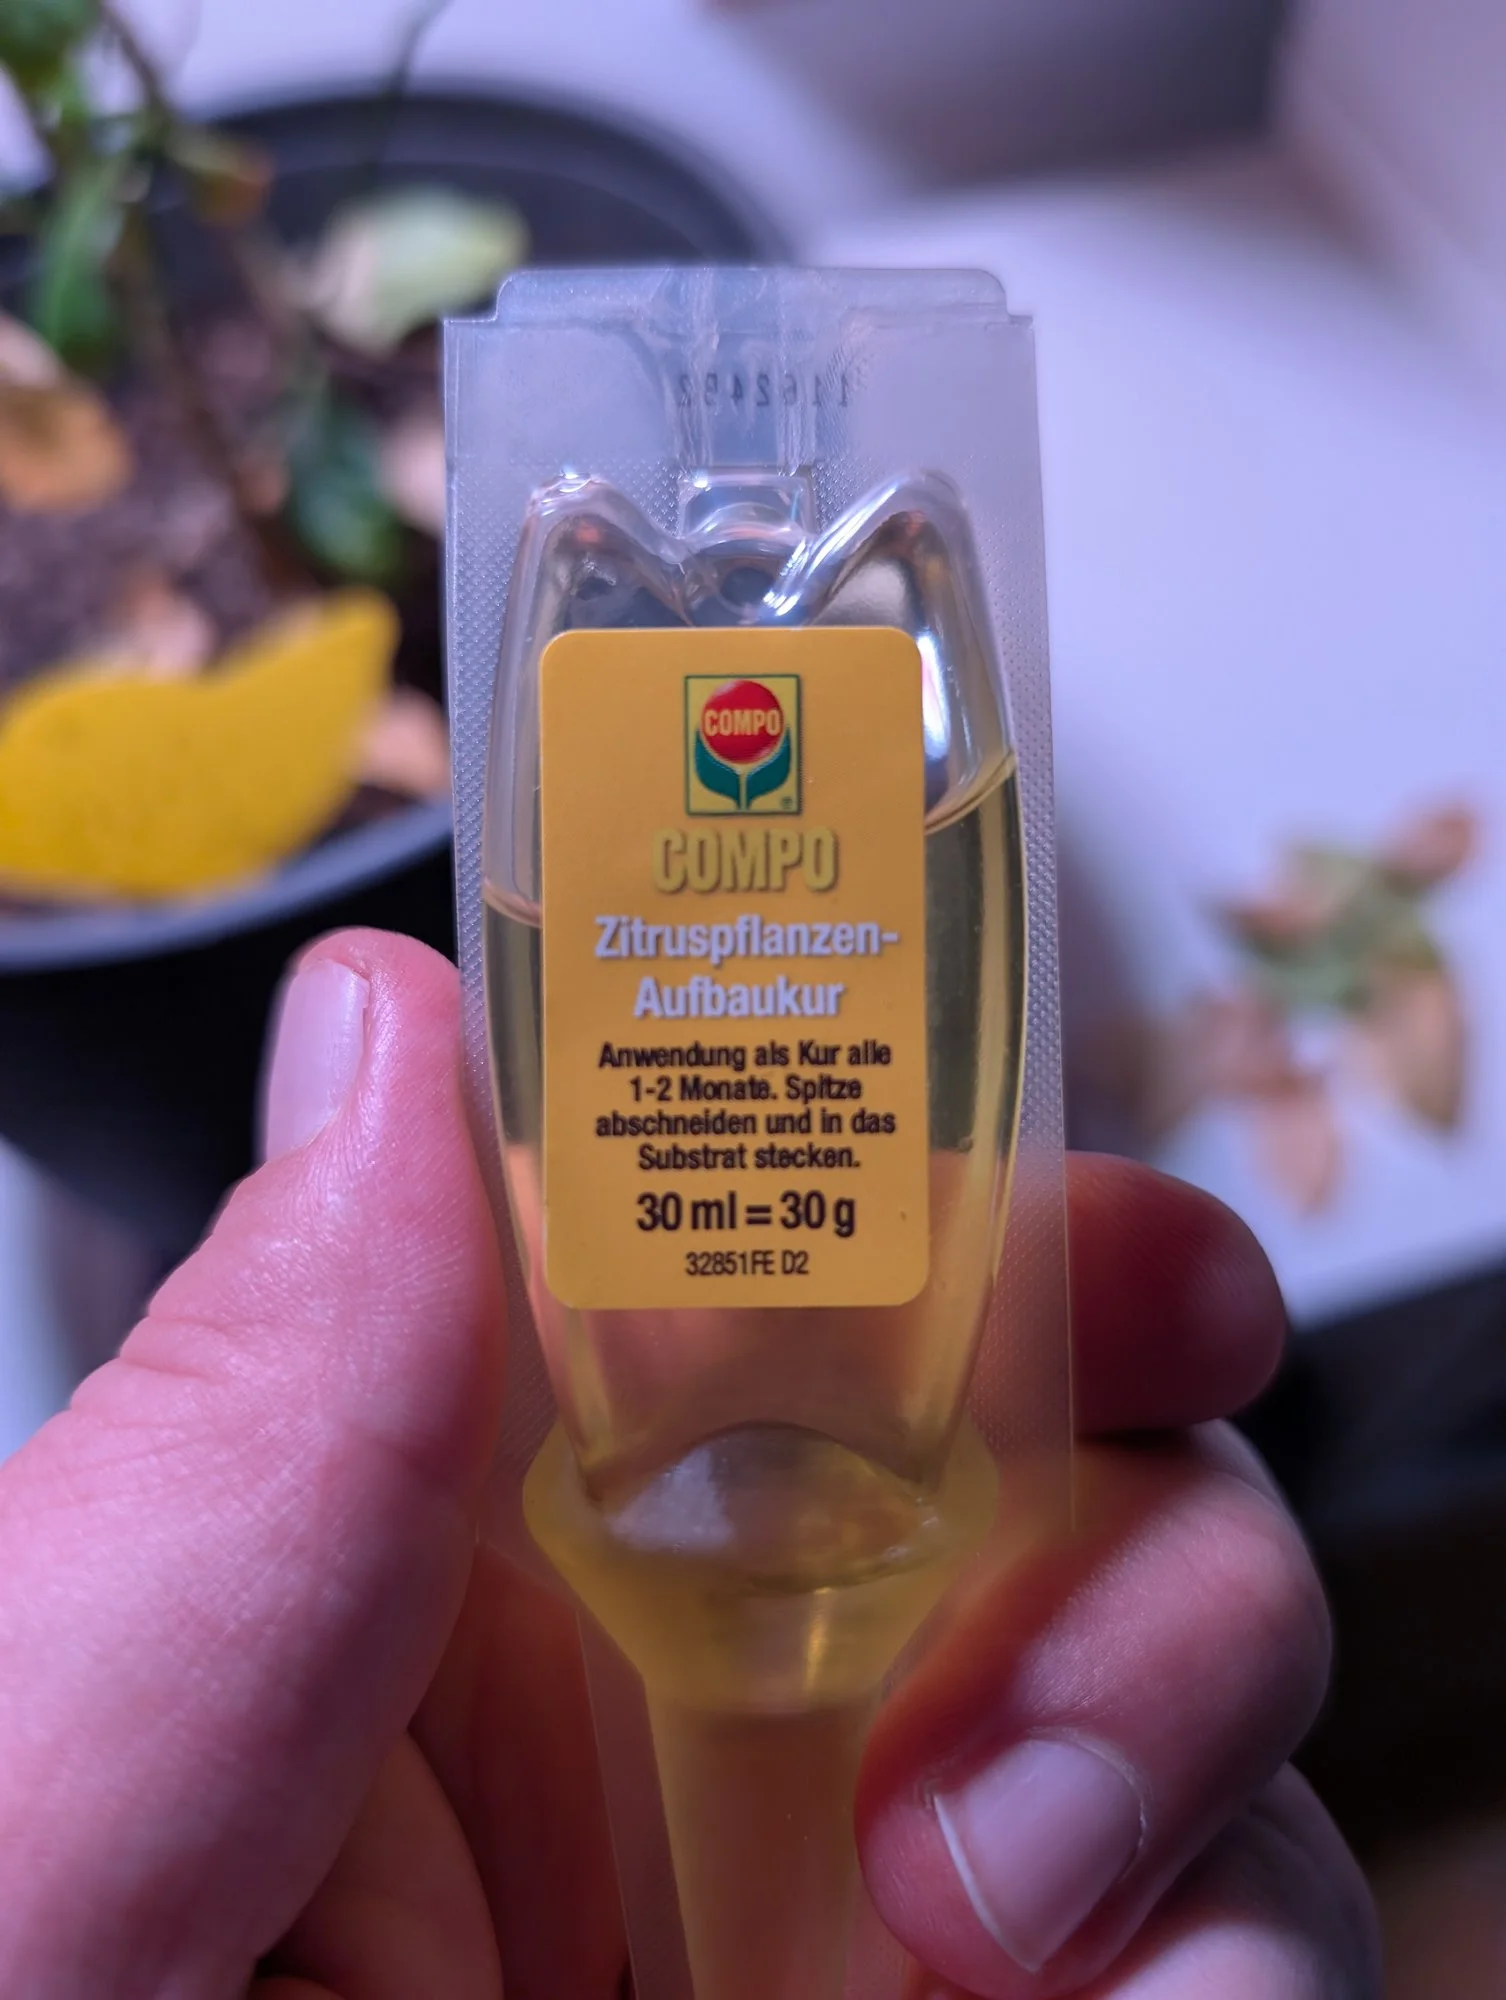 1162492
COMPO
COMPO
Zitruspflanzen-
Aufbaukur
Anwendung als Kur alle
1-2 Monate. Spitze
abschneiden und in das
Substrat stecken.
30 ml = 30 g
32851FE D2